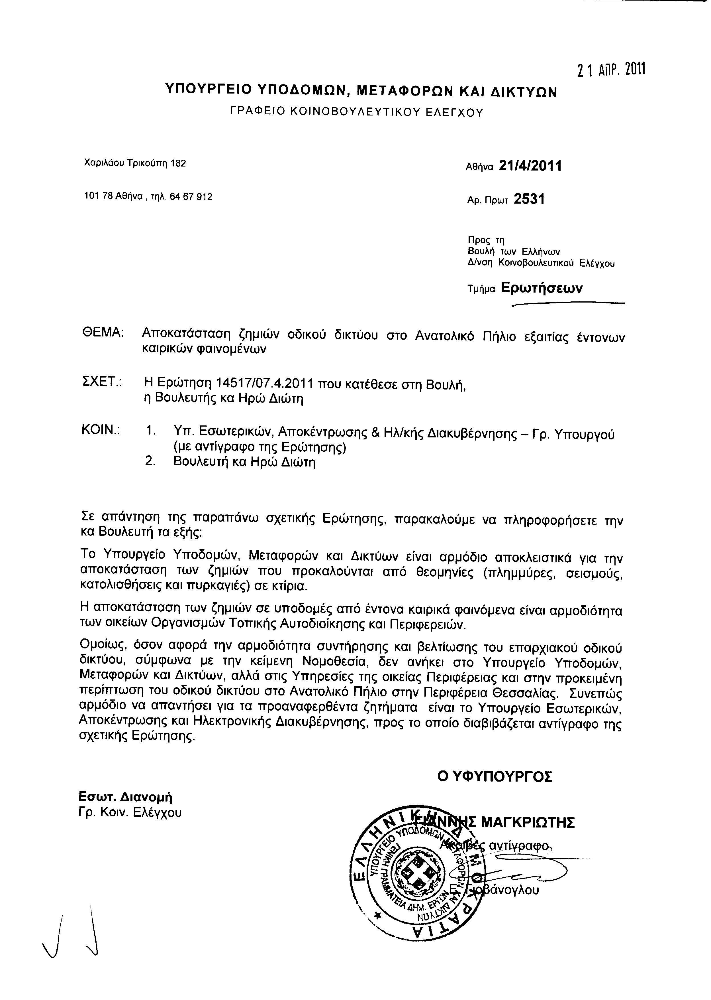 21 ΑΠΡ. 2011
ΥΠΟΥΡΓΕΙΟ ΥΠΟΔΟΜΩΝ, ΜΕΤΑΦΟΡΩΝ ΚΑΙ ΔΙΚΤΥΩΝ
ΓΡΑΦΕΙΟ ΚΟΙΝΟΒΟΥΛΕΥΤΙΚΟΥ ΕΛΕΓΧΟΥ
Χαριλάου Τρικούπη 182
Αθήνα 21/4/2011
101 78 Αθήνα , τηλ. 64 67 912
Αρ. Πρωτ 2531
Προς τη
Βουλή των Ελλήνων
Δ/νση Κοινοβουλευτικού Ελέγχου
Τμήμα Ερωτήσεων
ΘΕΜΑ: Αποκατάσταση ζημιών οδικού δικτύου στο Ανατολικό Πήλιο εξαιτίας έντονων
καιρικών φαινομένων
ΣΧΕΤ.: Η Ερώτηση 14517/07.4.2011 που κατέθεσε στη Βουλή,
η Βουλευτής κα Ηρώ Διώτη
ΚΟΙΝ.: 1. Υπ. Εσωτερικών, Αποκέντρωσης & Ηλ/κής Διακυβέρνησης – Γρ. Υπουργού
(με αντίγραφο της Ερώτησης)
2. Βουλευτή κα Ηρώ Διώτη
Σε απάντηση της παραπάνω σχετικής Ερώτησης, παρακαλούμε να πληροφορήσετε την
κα Βουλευτή τα εξής:
Το Υπουργείο Υποδομών, Μεταφορών και Δικτύων είναι αρμόδιο αποκλειστικά για την
αποκατάσταση των ζημιών που προκαλούνται από θεομηνίες (πλημμύρες, σεισμούς,
κατολισθήσεις και πυρκαγιές) σε κτίρια.
Η αποκατάσταση των ζημιών σε υποδομές από έντονα καιρικά φαινόμενα είναι αρμοδιότητα
των οικείων Οργανισμών Τοπικής Αυτοδιοίκησης και Περιφερειών.
Ομοίως, όσον αφορά την αρμοδιότητα συντήρησης και βελτίωσης του επαρχιακού οδικού
δικτύου, σύμφωνα με την κείμενη Νομοθεσία, δεν ανήκει στο Υπουργείο Υποδομών,
Μεταφορών και Δικτύων, αλλά στις Υπηρεσίες της οικείας Περιφέρειας και στην προκειμένη
περίπτωση του οδικού δικτύου στο Ανατολικό Πήλιο στην Περιφέρεια Θεσσαλίας. Συνεπώς
αρμόδιο να απαντήσει για τα προαναφερθέντα ζητήματα είναι το Υπουργείο Εσωτερικών,
Αποκέντρωσης και Ηλεκτρονικής Διακυβέρνησης, προς το οποίο διαβιβάζεται αντίγραφο της
σχετικής Ερώτησης.
Ο ΥΦΥΠΟΥΡΓΟΣ
Εσωτ. Διανομή
Γρ. Κοιν. Ελέγχου
ΓΙΑΝΝΗΣ ΜΑΓΚΡΙΩΤΗΣ
Ακριβές αντίγραφο
Ε. Γιοβάνογλου
ΕΛΛΗΝΙΚΗ ΔΗΜΟΚΡΑΤΙΑ
ΥΠΟΥΡΓΕΙΟ ΥΠΟΔΟΜΩΝ ΜΕΤΑΦΟΡΩΝ ΚΑΙ ΔΙΚΤΥΩΝ
ΓΕΝΙΚΗ ΓΡΑΜΜΑΤΕΙΑ ΔΗΜ. ΕΡΓΩΝ